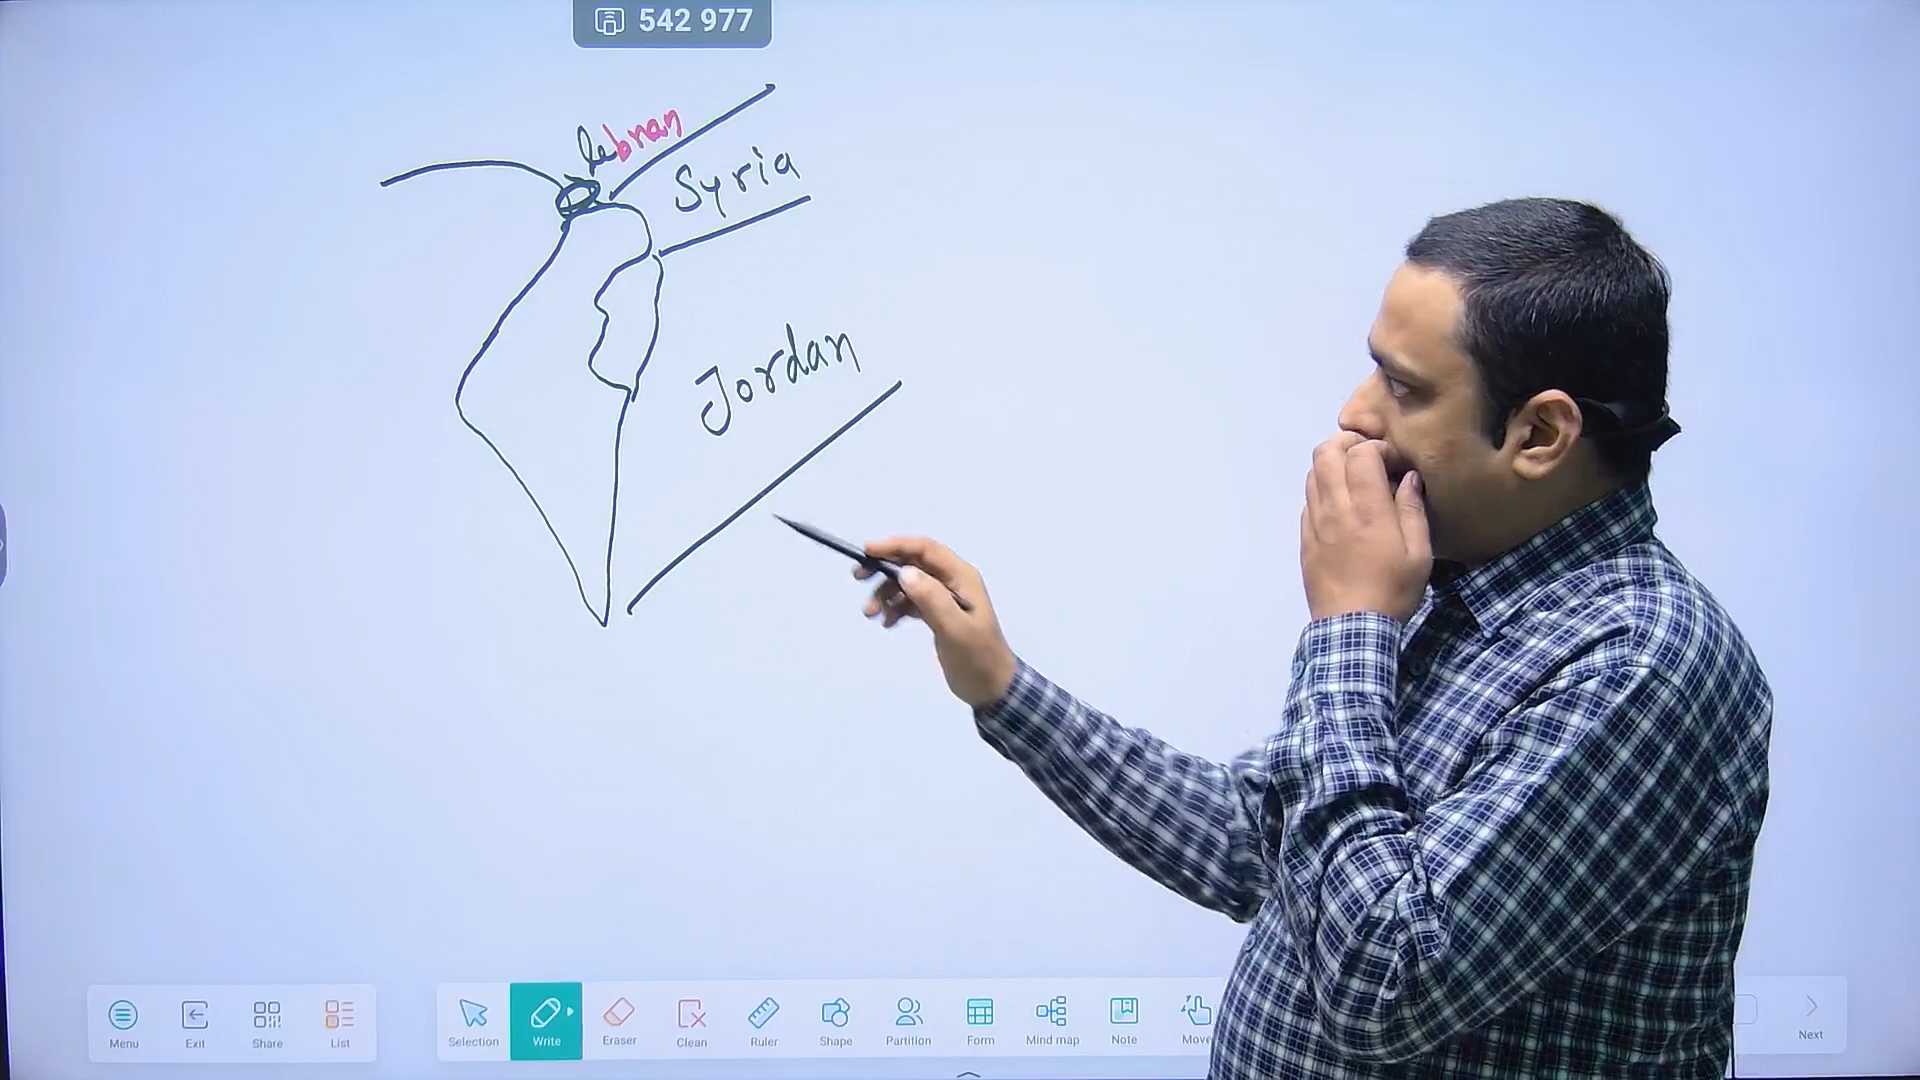 542 977
lebnan
Syria
Jordan
Menu
Exit
Share
List
Selection
Write
Eraser
Clean
Ruler
Shape
Partition
Form
Mind map
Note
Move
Next